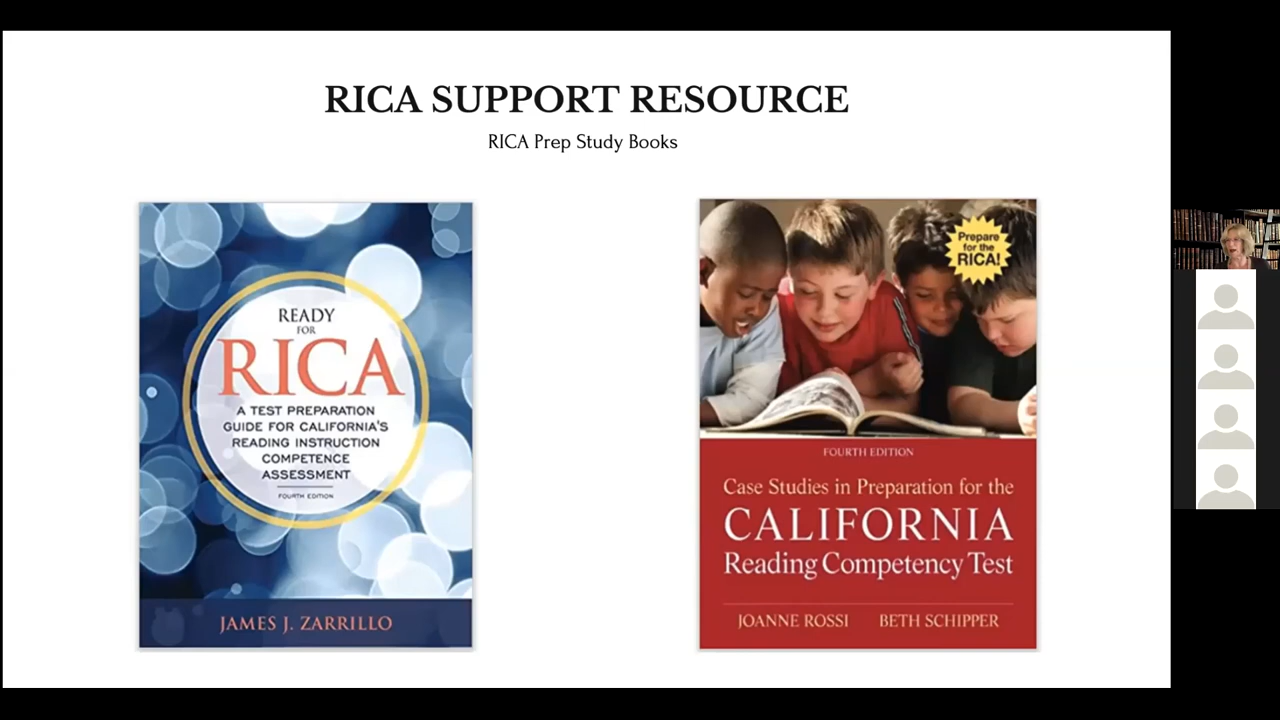 RICA SUPPORT RESOURCE
RICA Prep Study Books
READY
FOR
RICA
A TEST PREPARATION
GUIDE FOR CALIFORNIA'S
READING INSTRUCTION
COMPETENCE
ASSESSMENT
FOURTH EDITION
JAMES J. ZARRILLO
Prepare
for the
RICA!
FOURTH EDITION
Case Studies in Preparation for the
CALIFORNIA
Reading Competency Test
JOANNE ROSSI BETH SCHIPPER